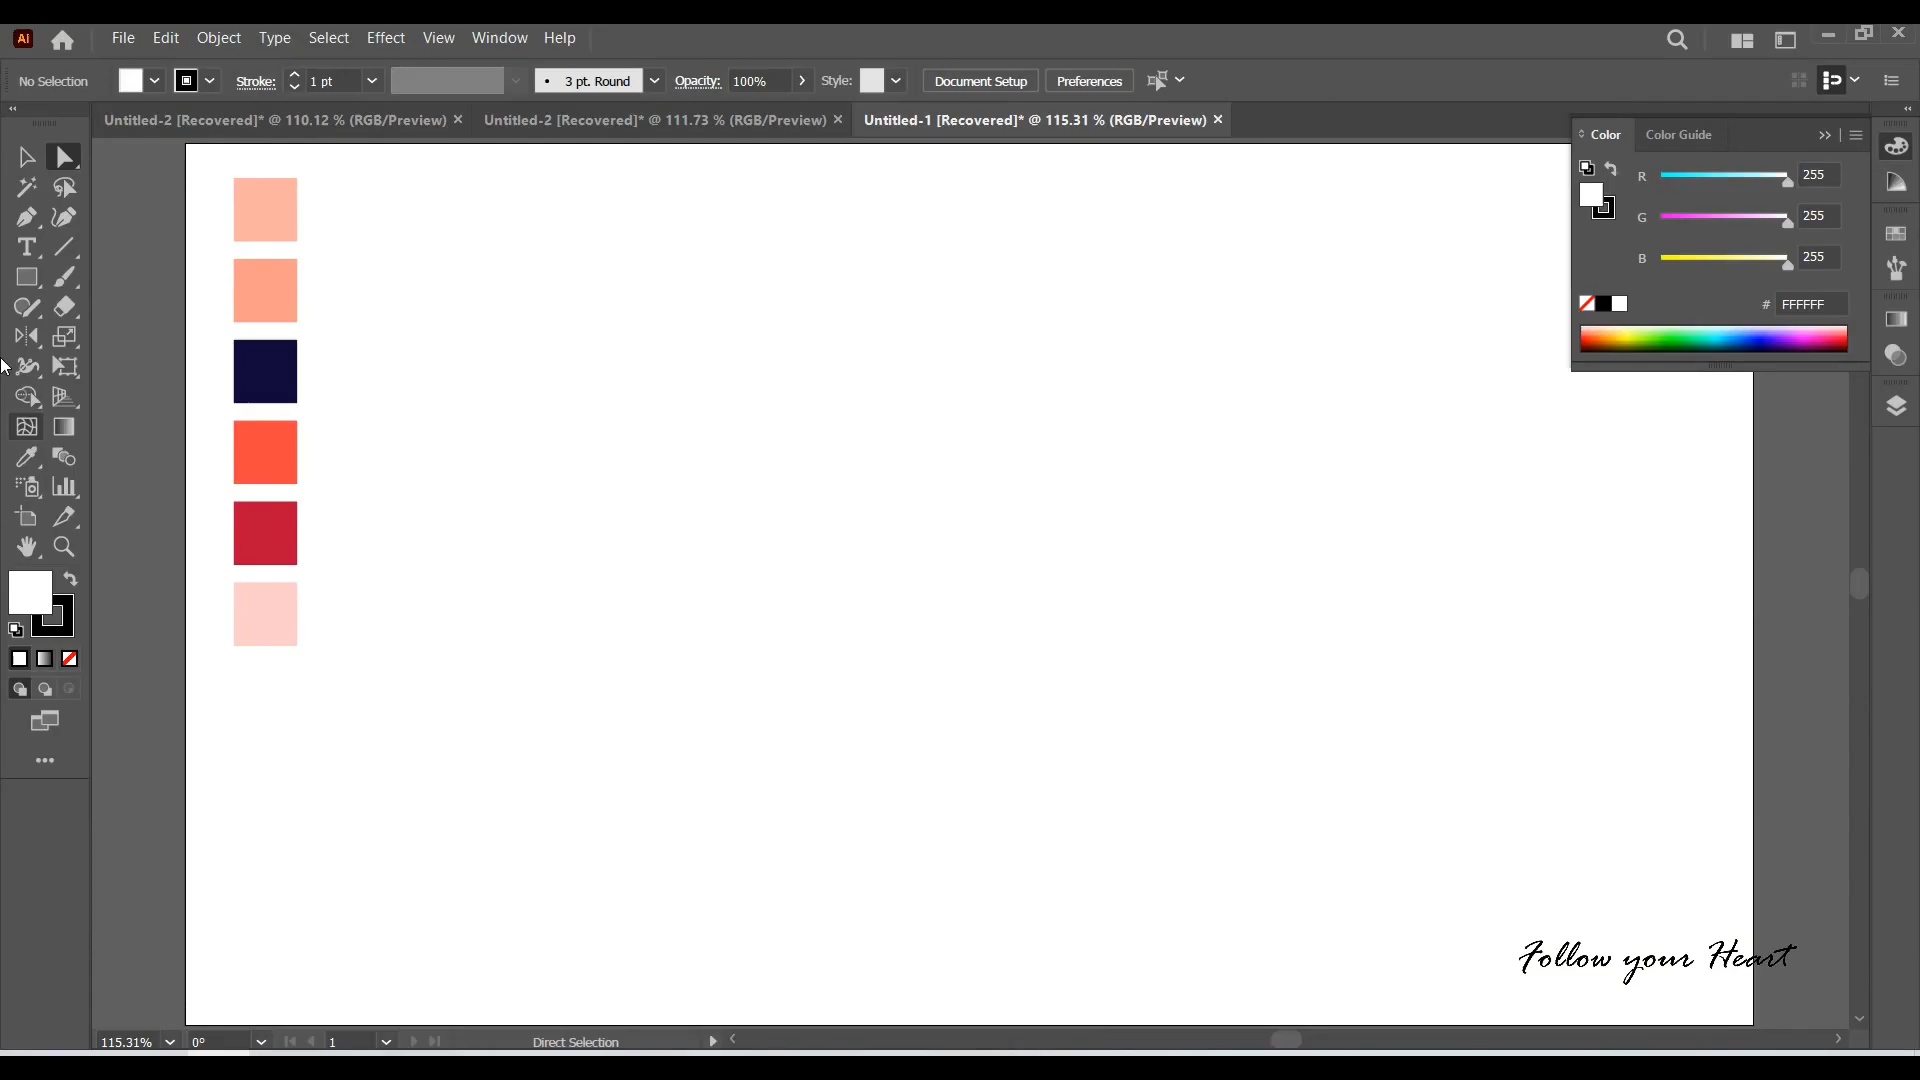 Ai File Edit Object Type Select Effect View Window Help
No Selection Stroke: 1 pt • 3 pt. Round Opacity: 100% Style: Document Setup Preferences
Untitled-2 [Recovered]* @ 110.12 % (RGB/Preview) × Untitled-2 [Recovered]* @ 111.73 % (RGB/Preview) × Untitled-1 [Recovered]* @ 115.31 % (RGB/Preview) ×
Color Color Guide
R 255
G 255
B 255
# FFFFFF
Follow your Heart
115.31% 0° 1 Direct Selection